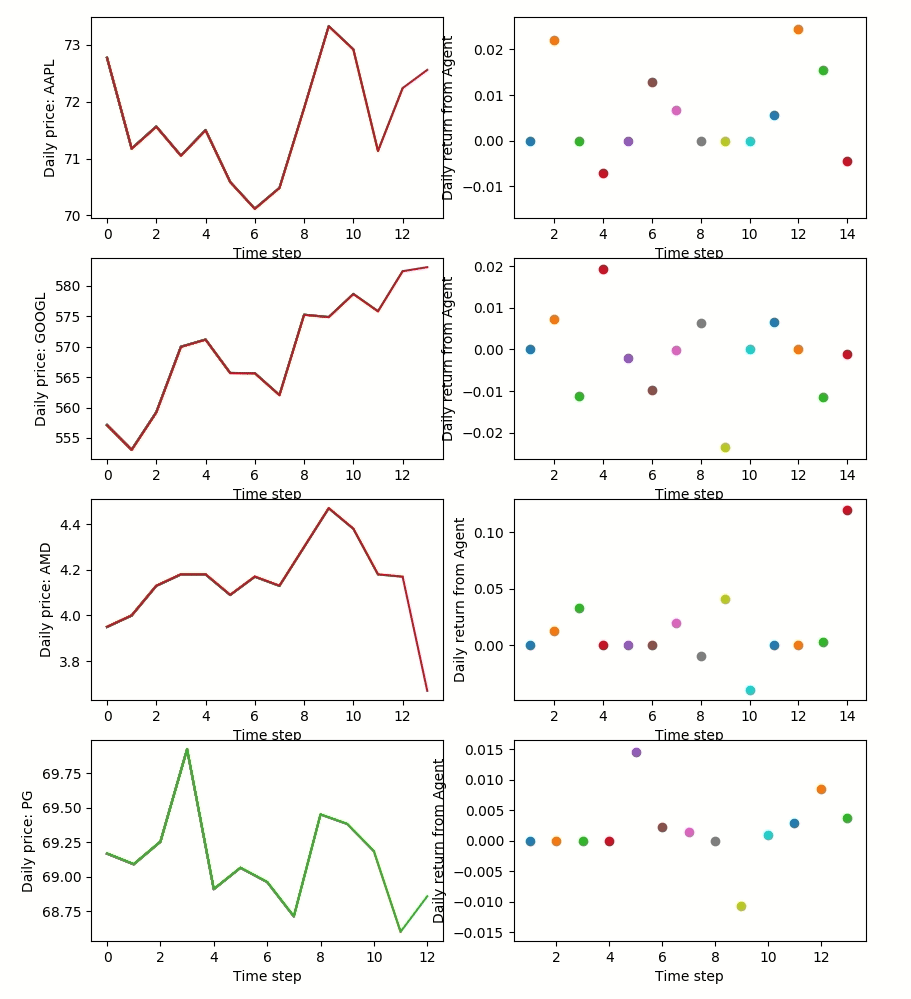 Daily price: AAPL
73
72
71
70
0 2 4 6 8 10 12
Time step
Daily return from Agent
0.02
0.01
0.00
−0.01
2 4 6 8 10 12 14
Daily price: GOOGL
580
575
570
565
560
555
0 2 4 6 8 10 12
Time step
Daily return from Agent
0.02
0.01
0.00
−0.01
−0.02
2 4 6 8 10 12 14
Daily price: AMD
4.4
4.2
4.0
3.8
0 2 4 6 8 10 12
Time step
Daily return from Agent
0.10
0.05
0.00
2 4 6 8 10 12 14
Time step
Daily price: PG
69.75
69.50
69.25
69.00
68.75
0 2 4 6 8 10 12
Time step
Daily return from Agent
0.015
0.010
0.005
0.000
−0.005
−0.010
−0.015
2 4 6 8 10 12
Time step